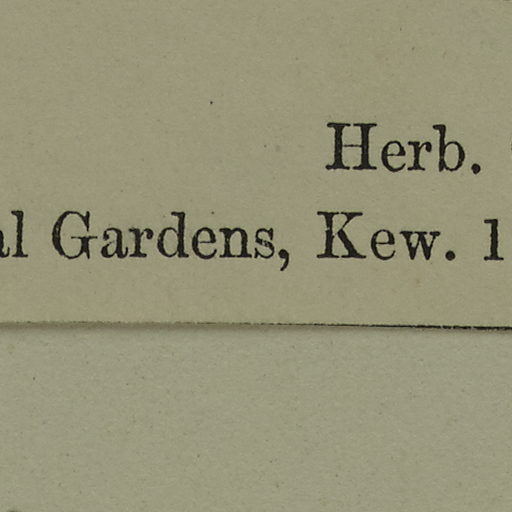 Herb.
al Gardens, Kew. 1